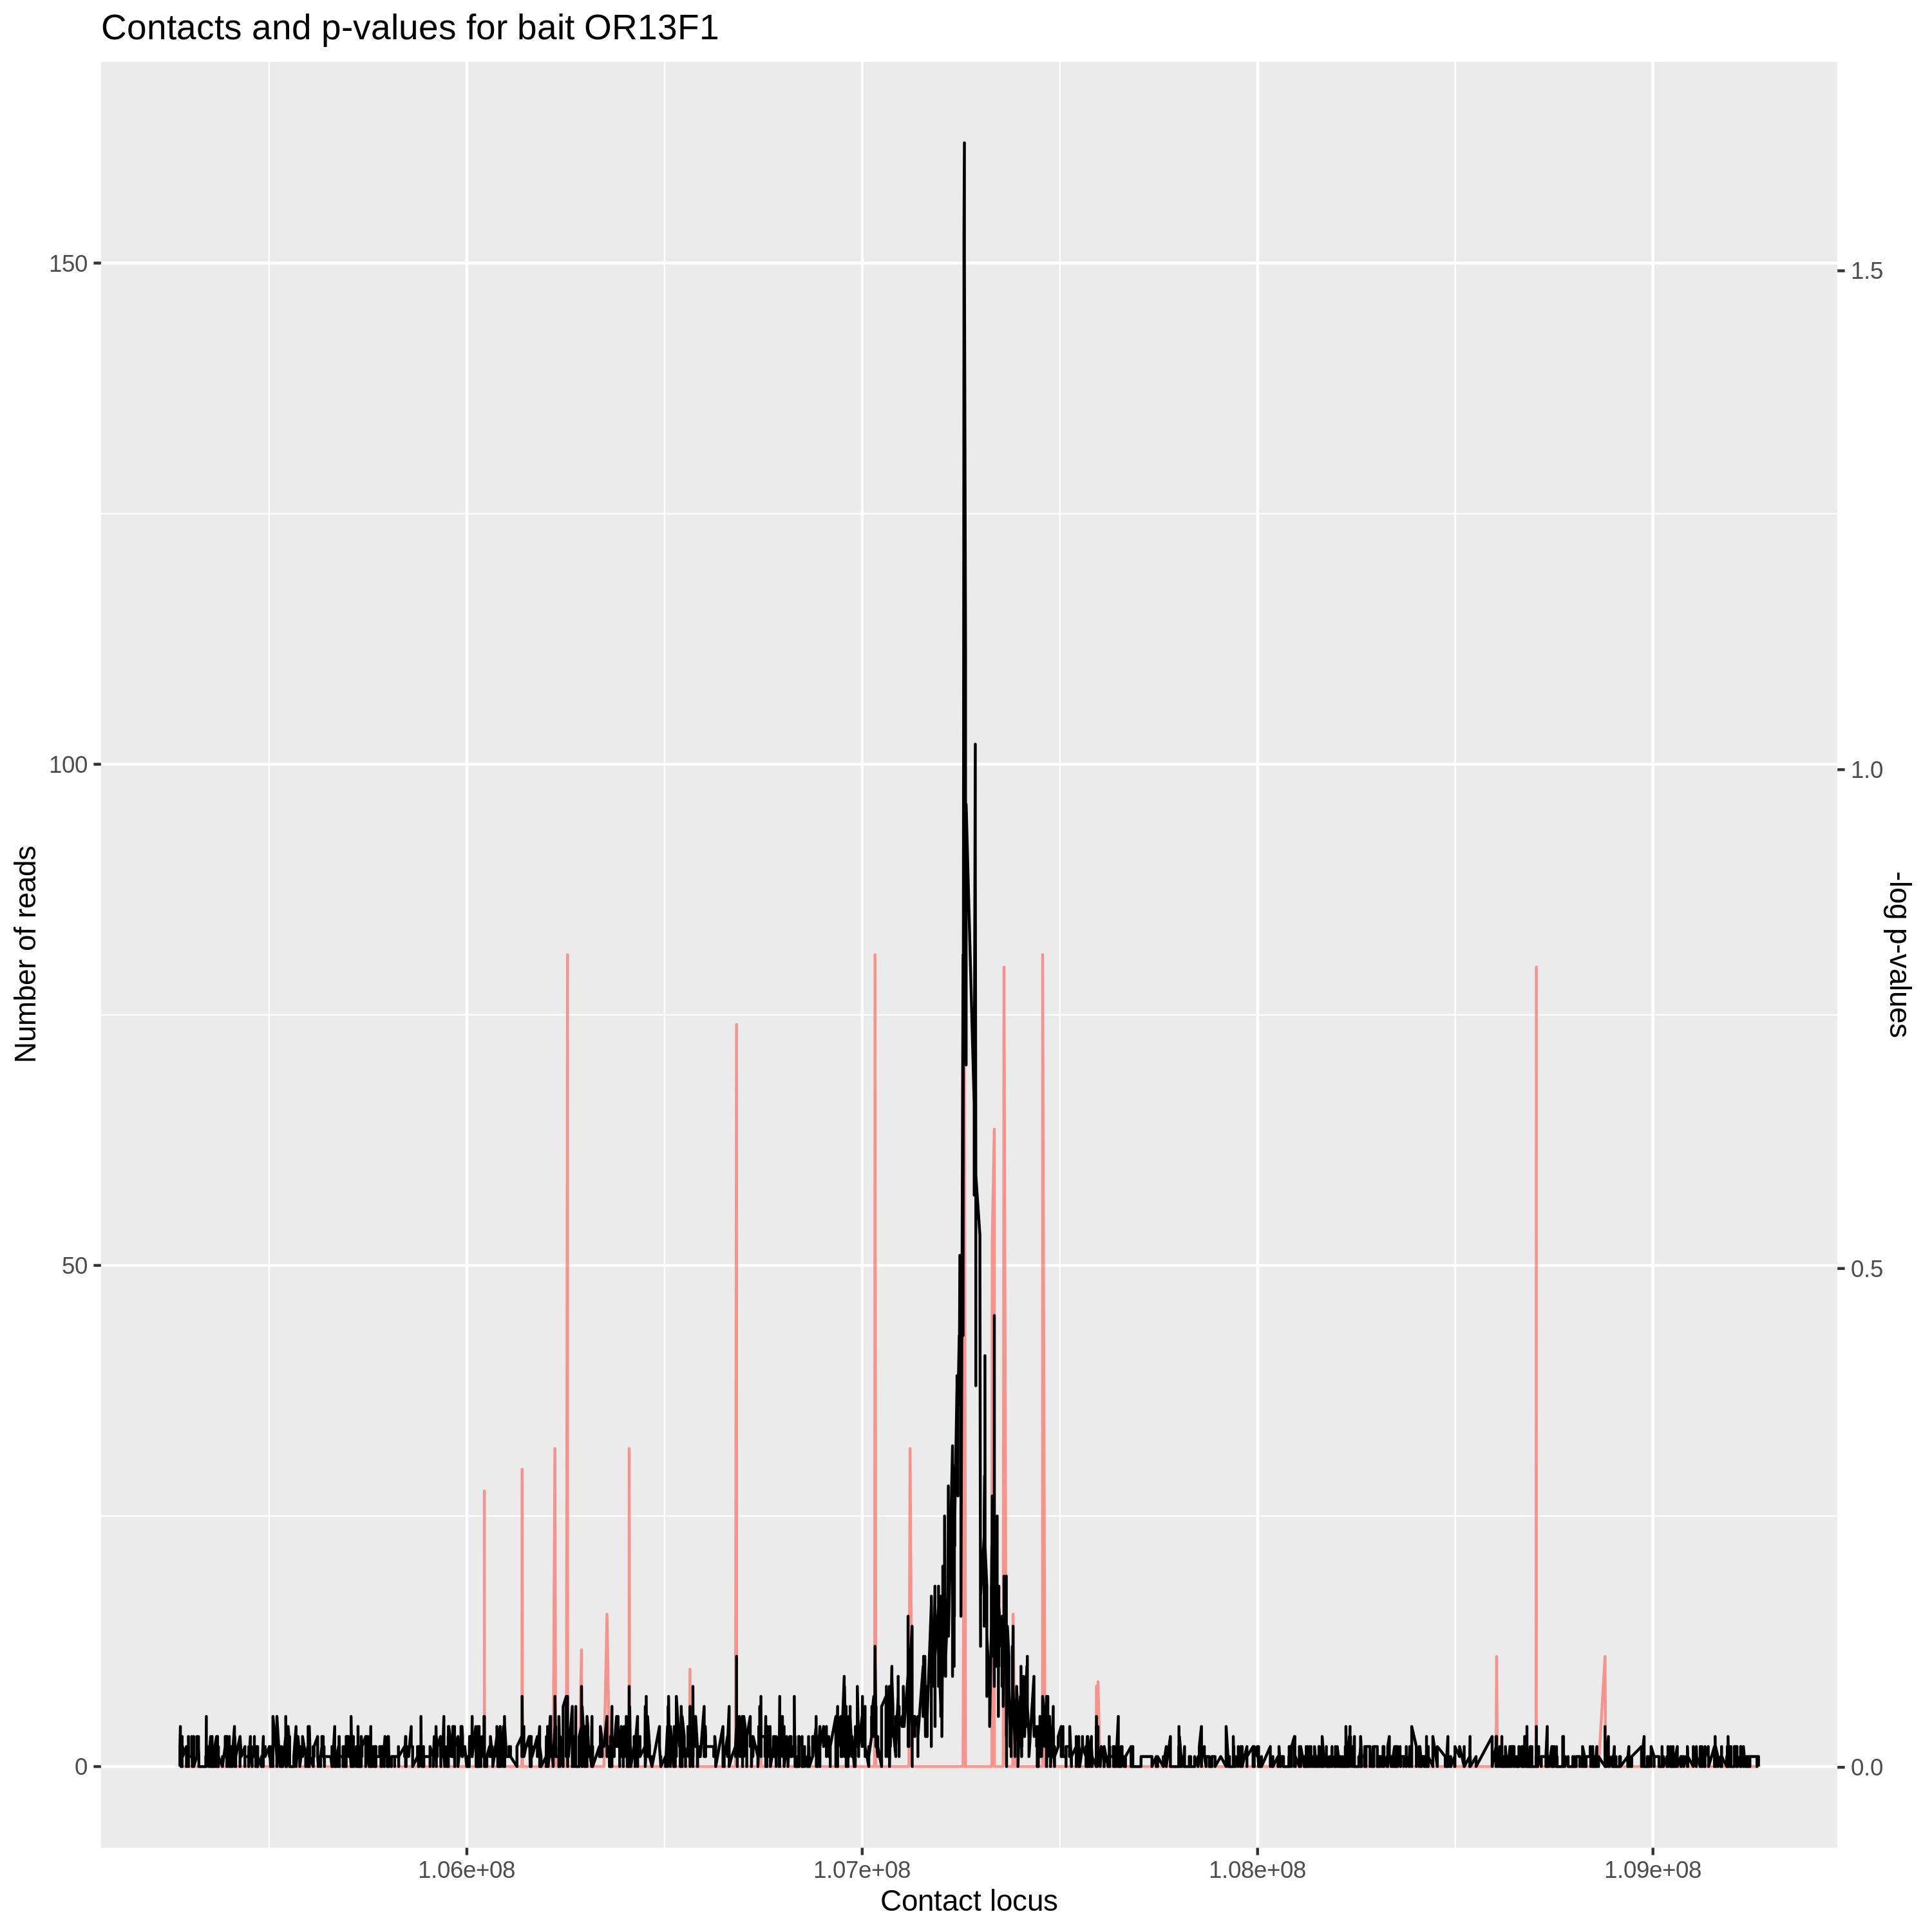 Contacts and p-values for bait OR13F1
150
100
50
0
Number of reads
1.5
1.0
0.5
0.0
-log p-values
1.06e+08
1.07e+08
1.08e+08
1.09e+08
Contact locus